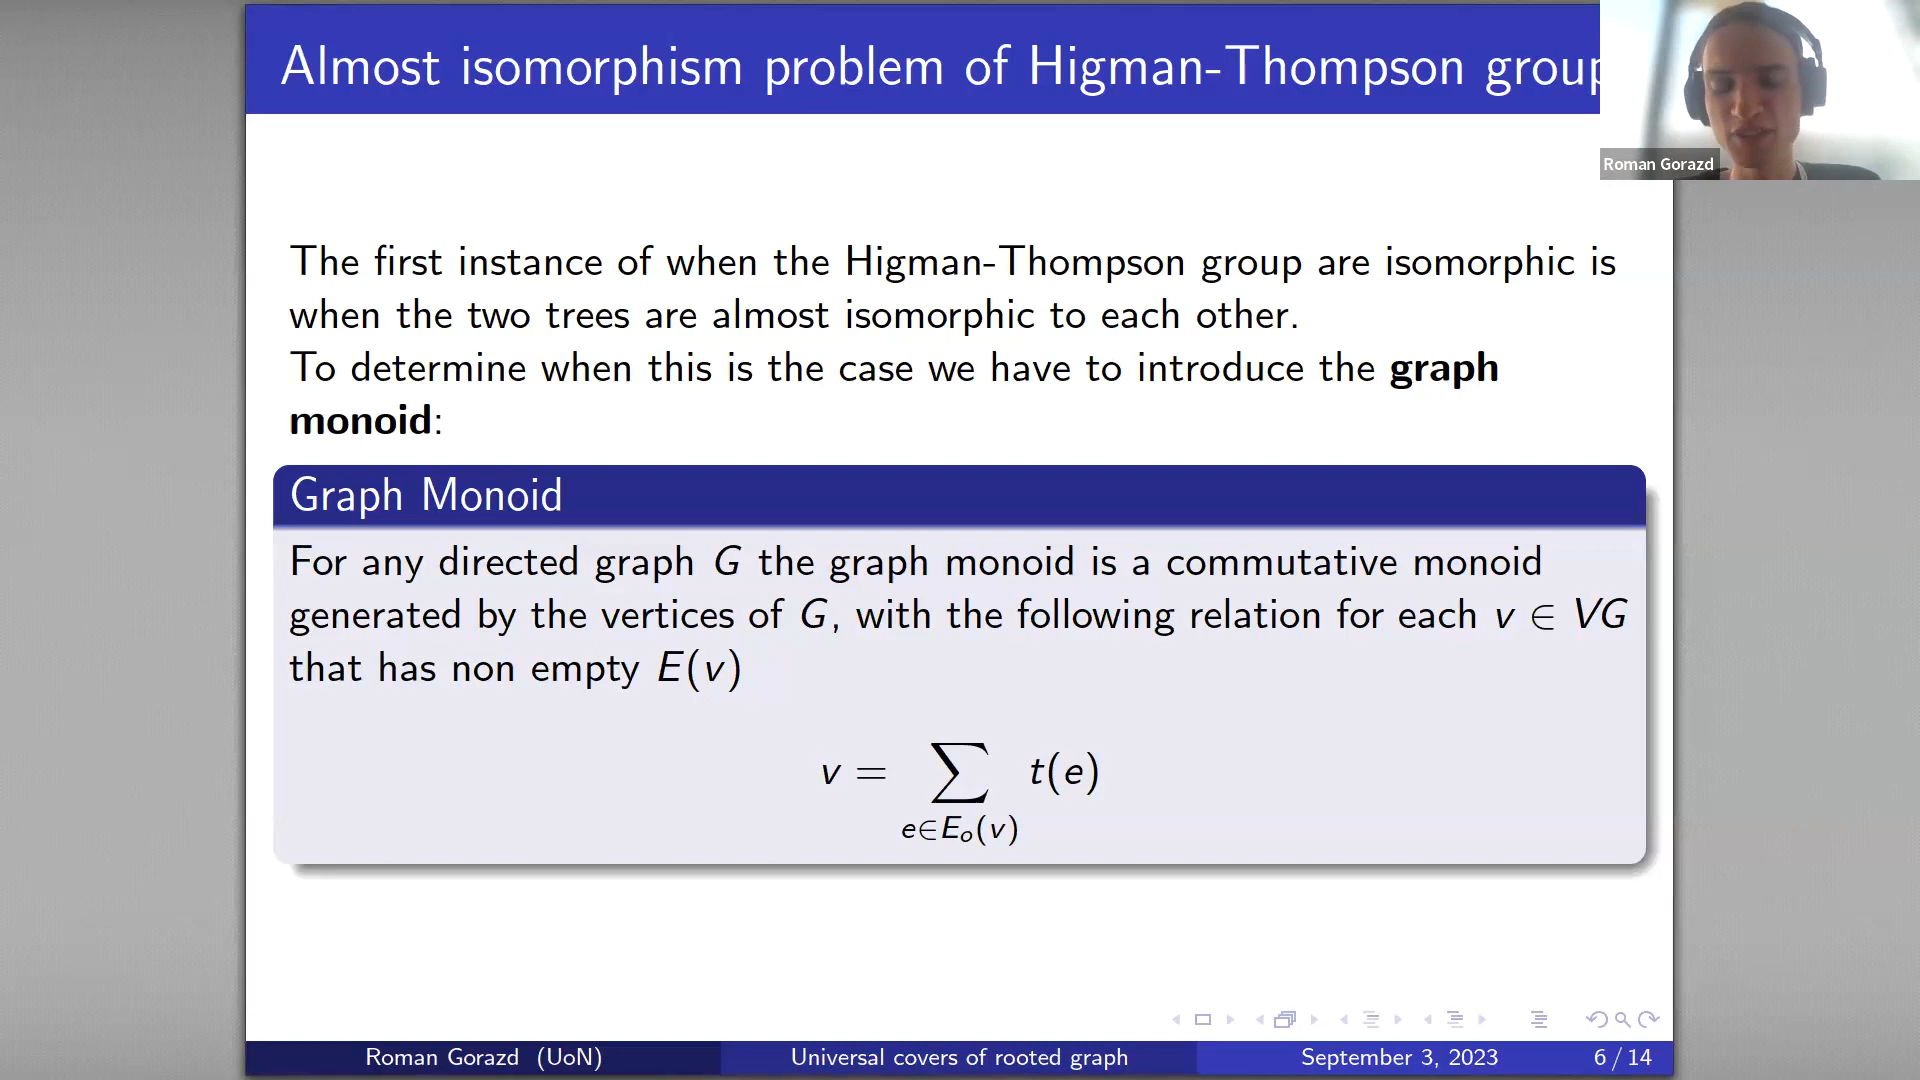 Almost isomorphism problem of Higman-Thompson group
Roman Gorazd
The first instance of when the Higman-Thompson group are isomorphic is
when the two trees are almost isomorphic to each other.
To determine when this is the case we have to introduce the graph
monoid:
Graph Monoid
For any directed graph G the graph monoid is a commutative monoid
generated by the vertices of G, with the following relation for each v ∈ VG
that has non empty E(v)
v = ∑ t(e)
e∈Eₒ(v)
Roman Gorazd (UoN)
Universal covers of rooted graph
September 3, 2023
6 / 14